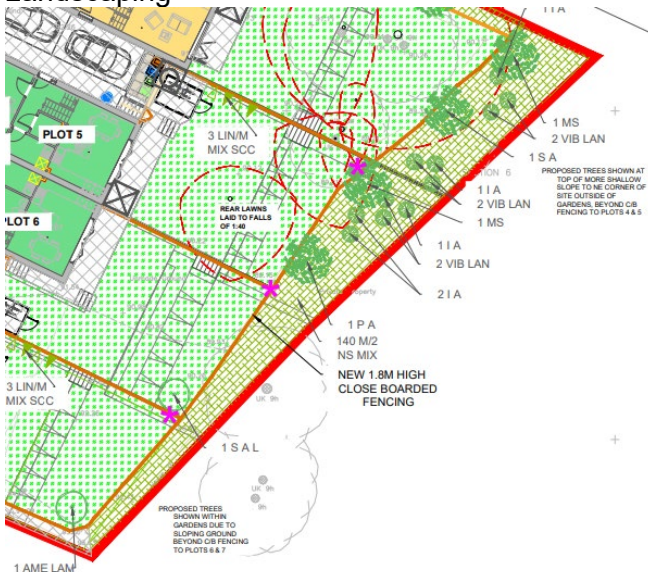 Landscaping
1 I A
PLOT 5
3 LIN/M
MIX SCC
1 MS
2 VIB LAN
1 S A
PROPOSED TREES SHOWN AT
TOP OF MORE SHALLOW
SLOPE TO NE CORNER OF
SITE OUTSIDE OF
GARDENS, BEYOND C/B
FENCING TO PLOTS 4 & 5
1 I A
2 VIB LAN
1 MS
PLOT 6
REAR LAWNS
LAID TO FALLS
OF 1:40
1 I A
2 VIB LAN
2 I A
1 P A
140 M/2
NS MIX
NEW 1.8M HIGH
CLOSE BOARDED
FENCING
3 LIN/M
MIX SCC
UK 9h
1 S A L
UK 9h
PROPOSED TREES
SHOWN WITHIN
GARDENS DUE TO
SLOPING GROUND
BEYOND C/B FENCING
TO PLOTS 6 & 7
1 AME LAM